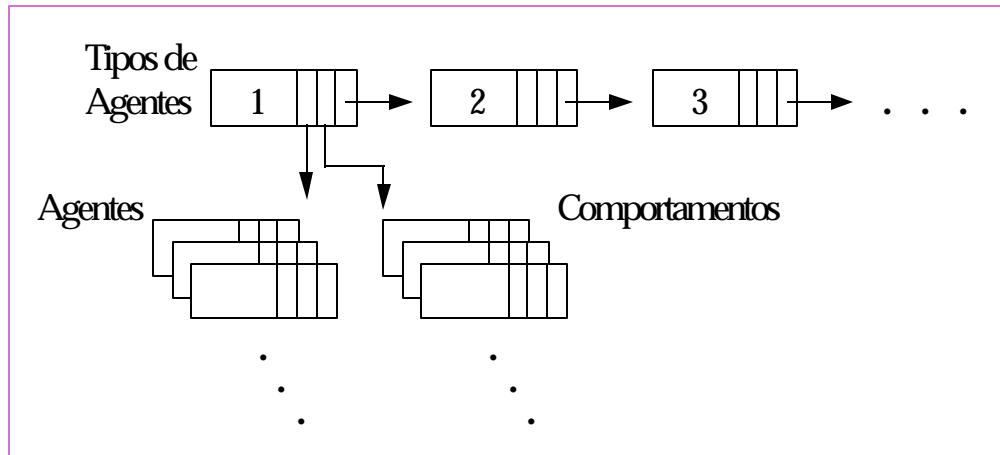 Tipos de
Agentes
1
2
3
. . .
Agentes
Comportamentos